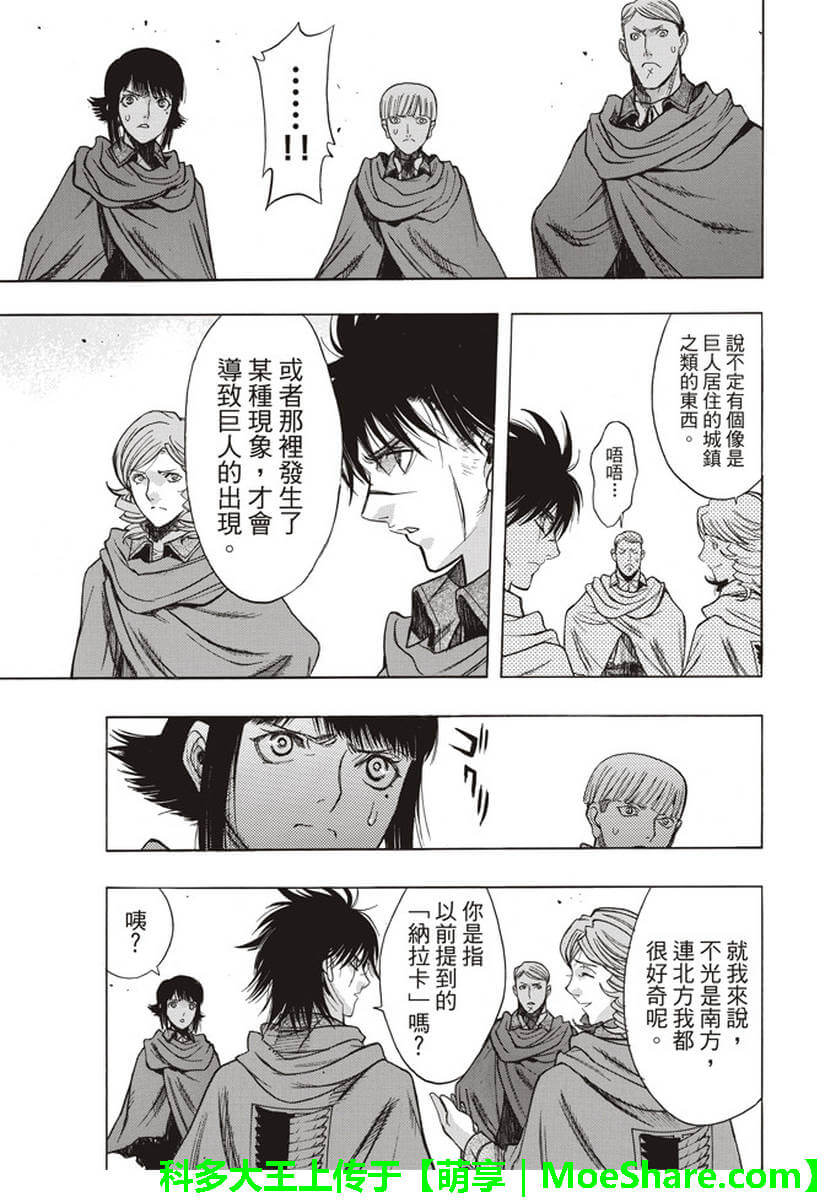 ……!!
說不定有個像是
巨人居住的城鎮
之類的東西。
唔唔…
或者那裡發生了
某種現象，才會
導致巨人的出現。
ゴクッ
就我來說，
不光是南方，
連北方我都
很好奇呢。
你是指
以前提到的
「納拉卡」嗎？
咦？
科多大王上传于【萌享】|MoeShare.com】